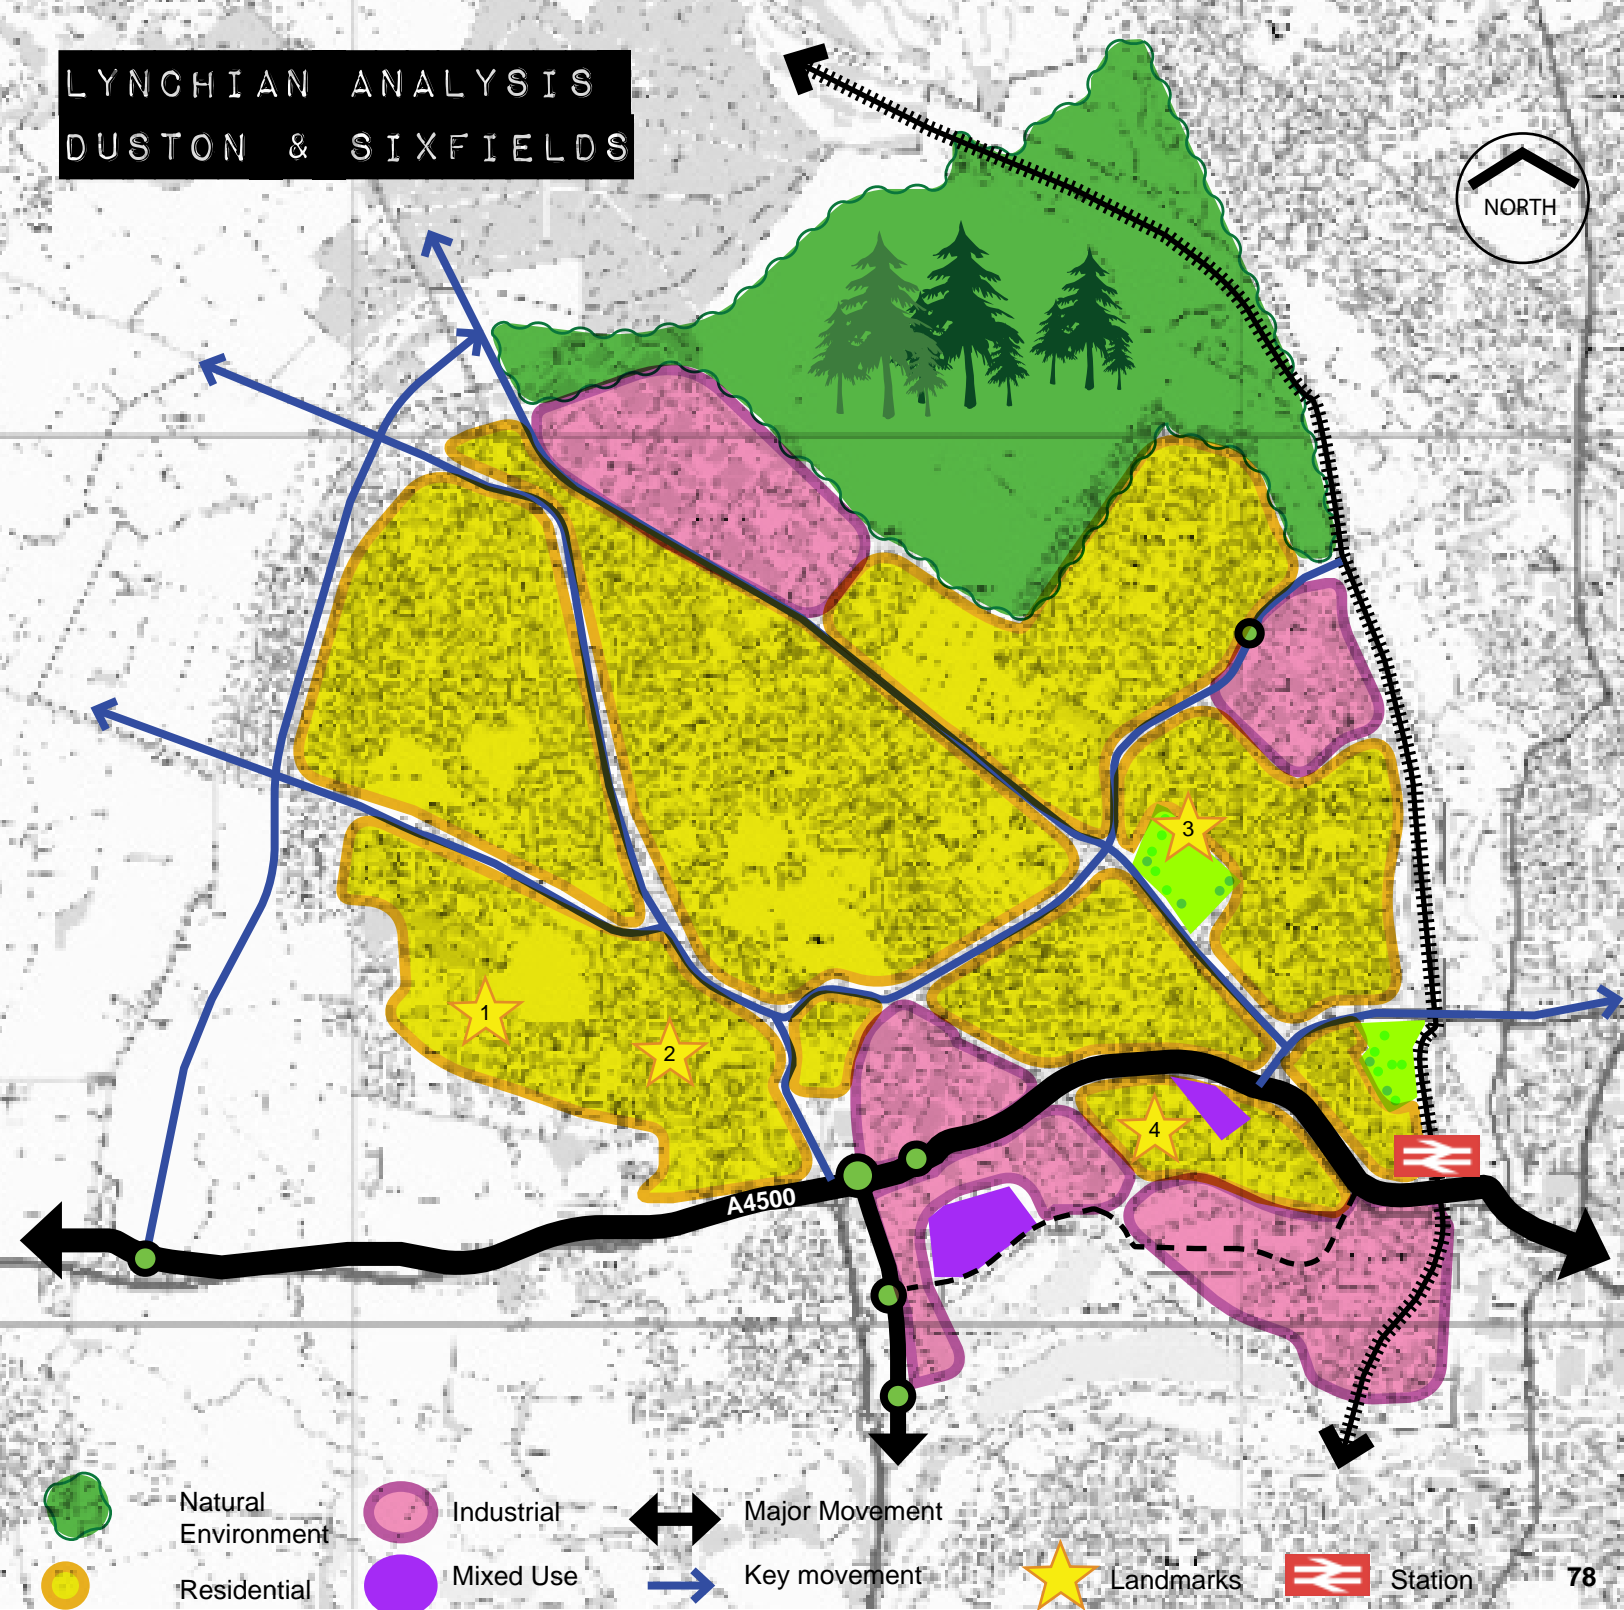 LYNCHIAN ANALYSIS
DUSTON & SIXFIELDS
NORTH
3
1
2
4
A4500
Natural
Environment
Industrial
Major Movement
Residential
Mixed Use
Key movement
Landmarks
Station
78